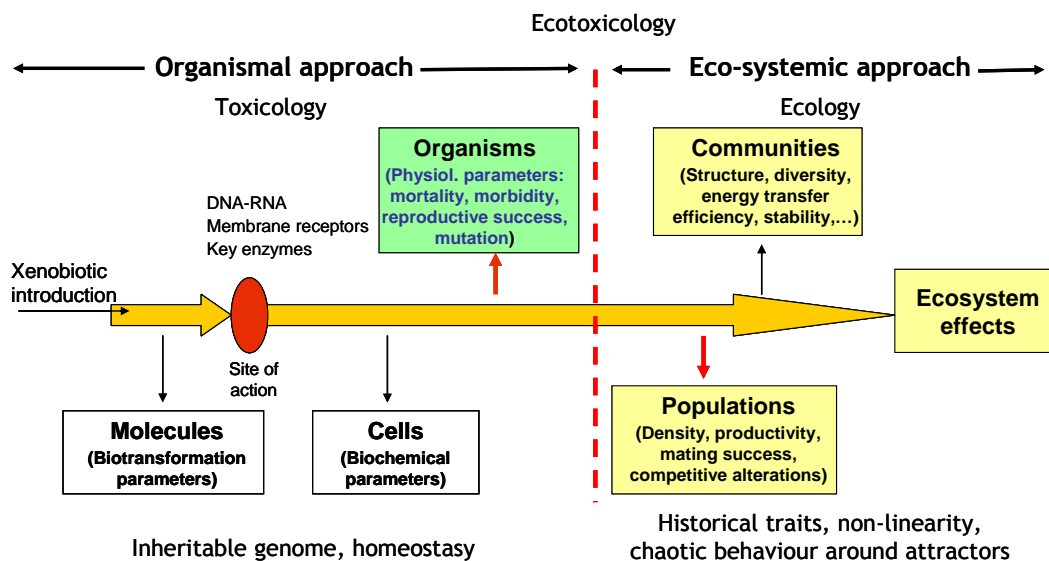 Ecotoxicology
Organismal approach
Eco-systemic approach
Toxicology
Ecology
Organisms
(Physiol. parameters:
mortality, morbidity,
reproductive success,
mutation)
Communities
(Structure, diversity,
energy transfer
efficiency, stability,...)
DNA-RNA
Membrane receptors
Key enzymes
Xenobiotic
introduction
Ecosystem
effects
Site of
action
Molecules
(Biotransformation
parameters)
Cells
(Biochemical
parameters)
Populations
(Density, productivity,
mating success,
competitive alterations)
Inheritable genome, homeostasy
Historical traits, non-linearity,
chaotic behaviour around attractors